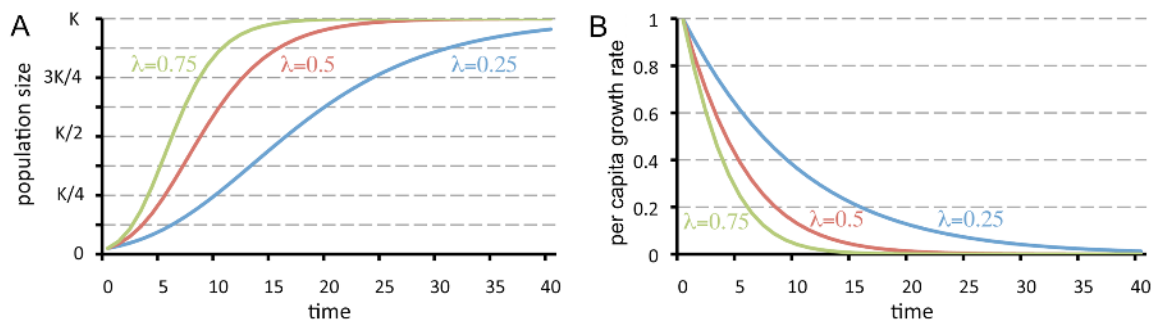 A
population size
K
3K/4
K/2
K/4
0
λ=0.75
λ=0.5
λ=0.25
0 5 10 15 20 25 30 35 40
time
B
per capita growth rate
1
0.8
0.6
0.4
0.2
0
λ=0.75
λ=0.5
λ=0.25
0 5 10 15 20 25 30 35 40
time